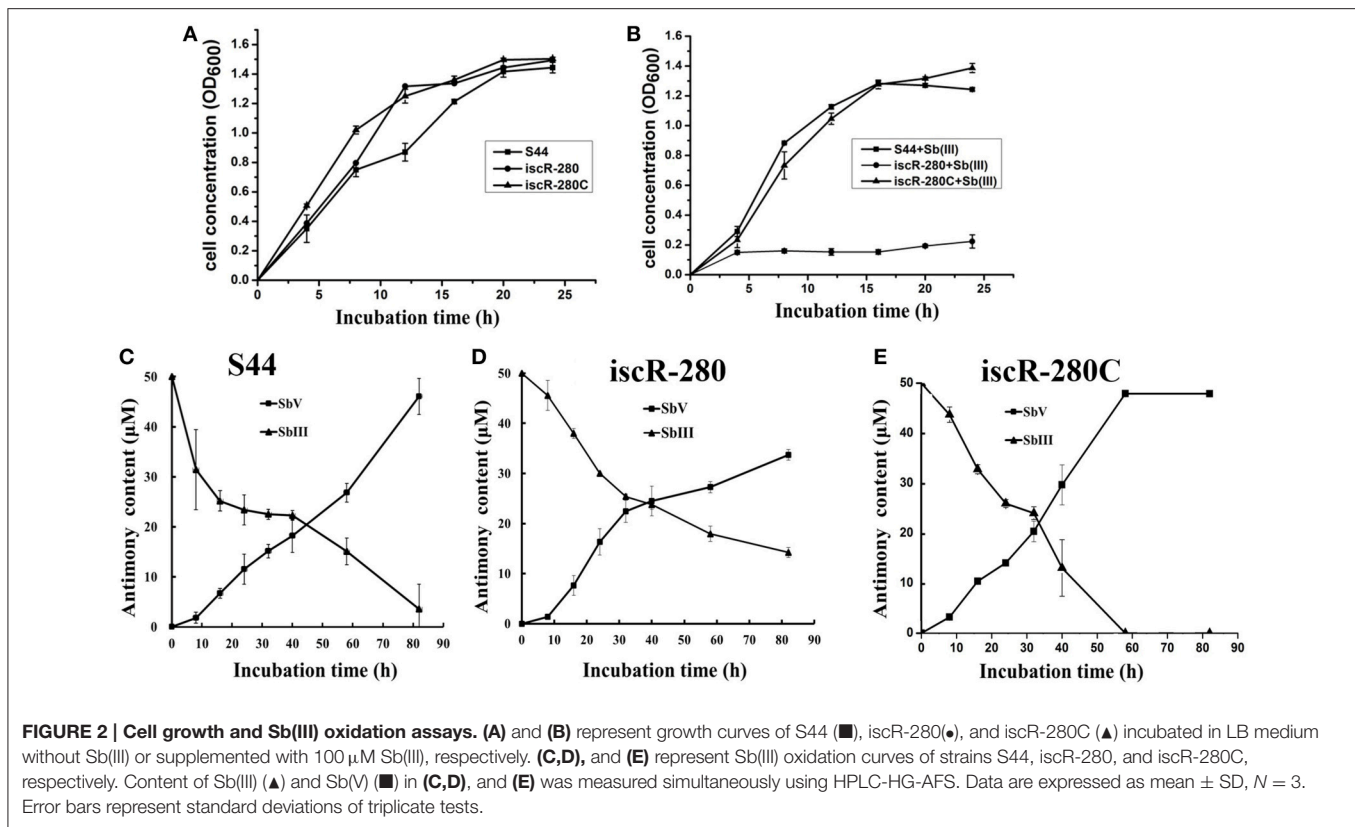 A
cell concentration (OD600)
1.6
1.4
1.2
1.0
0.8
0.6
0.4
0.2
0.0
0 5 10 15 20 25
Incubation time (h)
S44
iscR-280
iscR-280C
B
cell concentration (OD600)
1.6
1.4
1.2
1.0
0.8
0.6
0.4
0.2
0.0
0 5 10 15 20 25
Incubation time (h)
S44+Sb(III)
iscR-280+Sb(III)
iscR-280C+Sb(III)
C
S44
SbV
SbIII
Antimony content (µM)
50
40
30
20
10
0
0 10 20 30 40 50 60 70 80 90
Incubation time (h)
D
iscR-280
SbV
SbIII
Antimony content (µM)
50
40
30
20
10
0
0 10 20 30 40 50 60 70 80 90
Incubation time (h)
E
iscR-280C
SbV
SbIII
Antimony content (µM)
50
40
30
20
10
0
0 10 20 30 40 50 60 70 80 90
Incubation time (h)
FIGURE 2 | Cell growth and Sb(III) oxidation assays. (A) and (B) represent growth curves of S44 (■), iscR-280(●), and iscR-280C (▲) incubated in LB medium
without Sb(III) or supplemented with 100 µM Sb(III), respectively. (C,D), and (E) represent Sb(III) oxidation curves of strains S44, iscR-280, and iscR-280C,
respectively. Content of Sb(III) (▲) and Sb(V) (■) in (C,D), and (E) was measured simultaneously using HPLC-HG-AFS. Data are expressed as mean ± SD, N = 3.
Error bars represent standard deviations of triplicate tests.